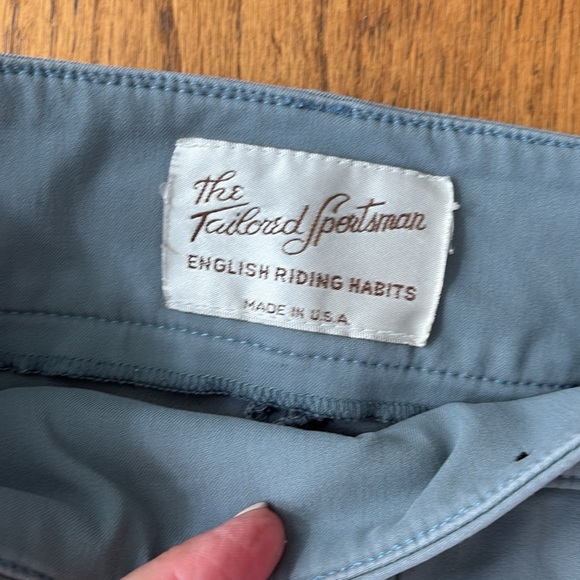 The
Tailored Sportsman
ENGLISH RIDING HABITS
MADE IN U.S.A.